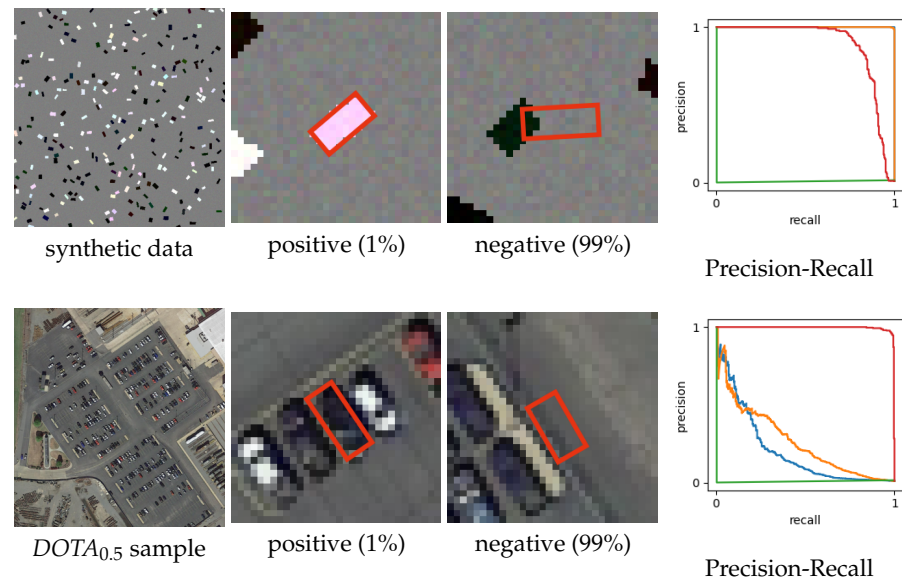 1
precision
0
0
1
recall
synthetic data
positive (1%)
negative (99%)
Precision-Recall
1
precision
0
0
1
recall
DOTA0.5 sample
positive (1%)
negative (99%)
Precision-Recall